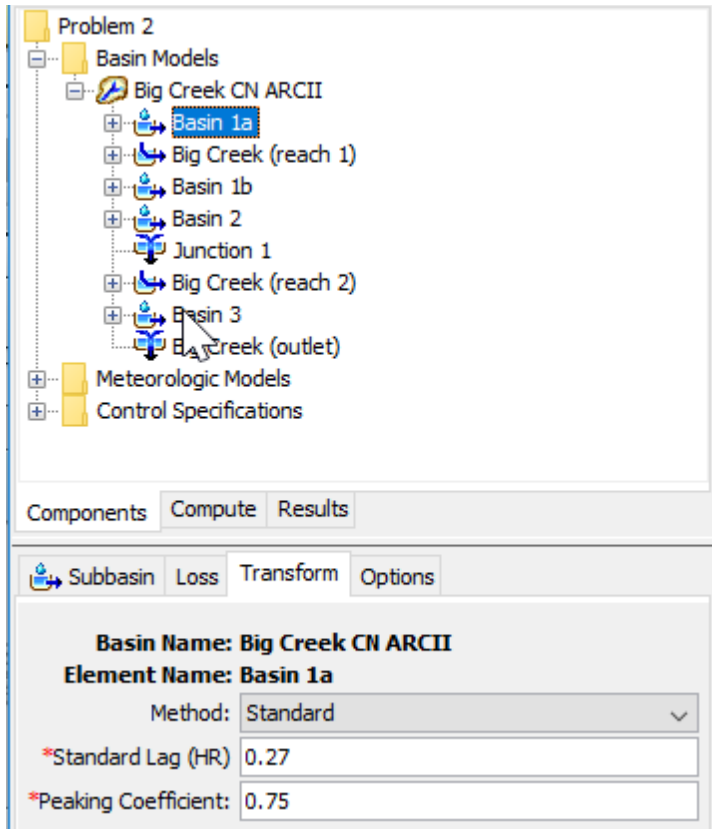 Problem 2
Basin Models
Big Creek CN ARCII
Basin 1a
Big Creek (reach 1)
Basin 1b
Basin 2
Junction 1
Big Creek (reach 2)
Basin 3
Big Creek (outlet)
Meteorologic Models
Control Specifications
Components Compute Results
Subbasin Loss Transform Options
Basin Name: Big Creek CN ARCII
Element Name: Basin 1a
Method: Standard
*Standard Lag (HR) 0.27
*Peaking Coefficient: 0.75